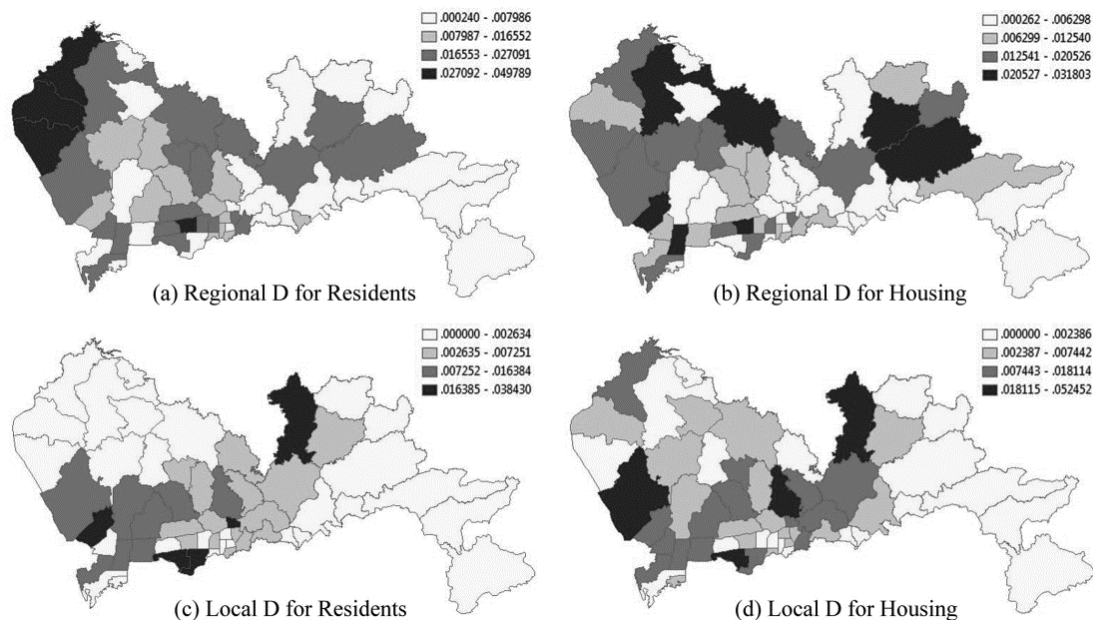 .000240 - .007986
.007987 - .016552
.016553 - .027091
.027092 - .049789
(a) Regional D for Residents
.000262 - .006298
.006299 - .012540
.012541 - .020526
.020527 - .031803
(b) Regional D for Housing
.000000 - .002634
.002635 - .007251
.007252 - .016384
.016385 - .038430
(c) Local D for Residents
.000000 - .002386
.002387 - .007442
.007443 - .018114
.018115 - .052452
(d) Local D for Housing